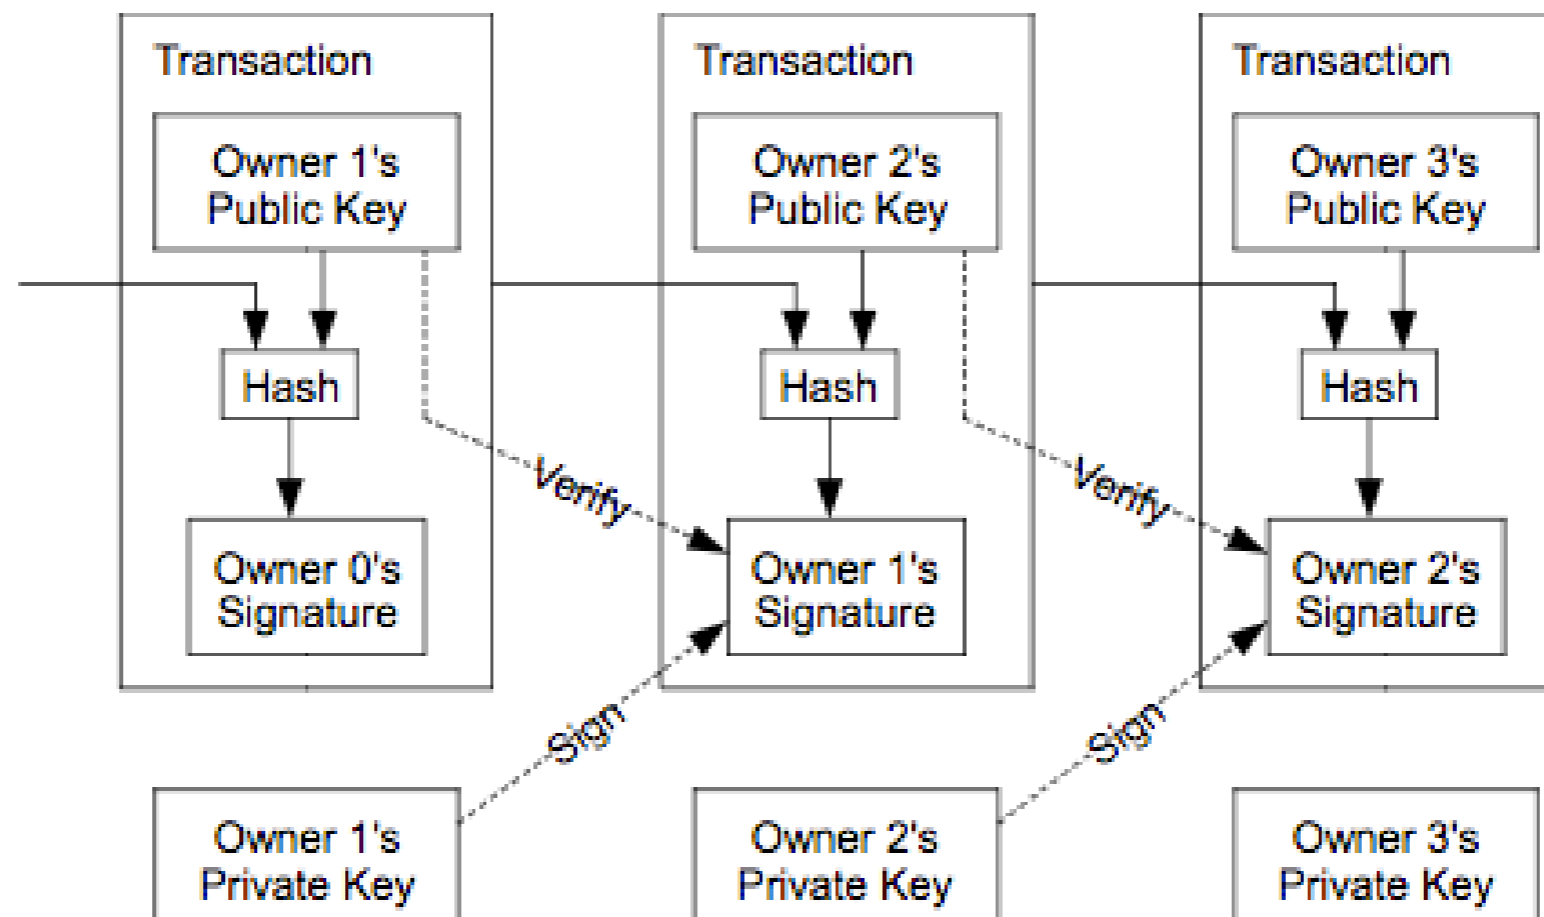 Transaction
Owner 1's
Public Key
Hash
Owner 0's
Signature
Transaction
Owner 2's
Public Key
Hash
Verify
Owner 1's
Signature
Transaction
Owner 3's
Public Key
Hash
Verify
Owner 2's
Signature
Sign
Sign
Owner 1's
Private Key
Owner 2's
Private Key
Owner 3's
Private Key